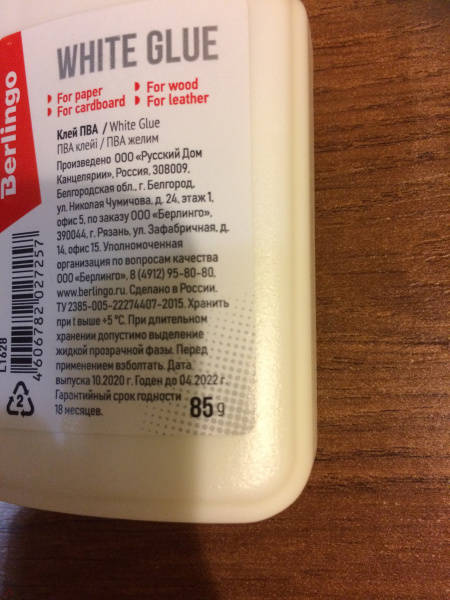 WHITE GLUE
For paper
For cardboard
For wood
For leather
Berlingo
Клей ПВА / White Glue
ПВА клейі / ПВА желим
Произведено ООО «Русский Дом
Канцелярии», Россия, 308009,
Белгородская обл., г. Белгород,
ул. Николая Чумичова, д. 24, этаж 1,
офис 5, по заказу ООО «Берлинго»,
390044, г. Рязань, ул. Зафабричная, д.
14, офис 15. Уполномоченная
организация по вопросам качества
ООО «Берлинго», 8 (4912) 95-80-80.
www.berlingo.ru. Сделано в России.
ТУ 2385-005-22274407-2015. Хранить
при t выше +5 °С. При длительном
хранении допустимо выделение
жидкой прозрачной фазы. Перед
применением взболтать. Дата
выпуска 10.2020 г. Годен до 04.2022 г.
Гарантийный срок годности
18 месяцев.
85 g
4 606782 027257
LT628
2